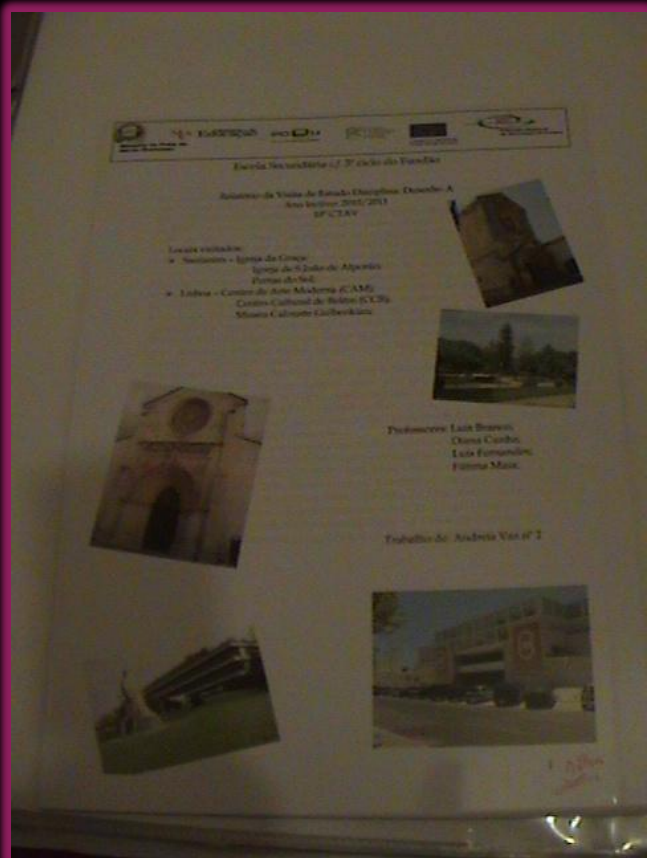 Educação
Escola Secundária c/ 3º ciclo do Fundão
Relatório da Visita de Estudo Disciplina: Desenho A
Ano lectivo: 2010/2011
10º CTAV
Locais visitados:
Santarém – Igreja da Graça;
Igreja de S.João de Alporão;
Portas do Sol;
Lisboa – Centro de Arte Moderna (CAM);
Centro Cultural de Belém (CCB);
Museu Calouste Gulbenkian;
Professores: Luís Branco;
Diana Cunha;
Luís Fernandes;
Fátima Maia;
Trabalho de: Andreia Vaz nº 2